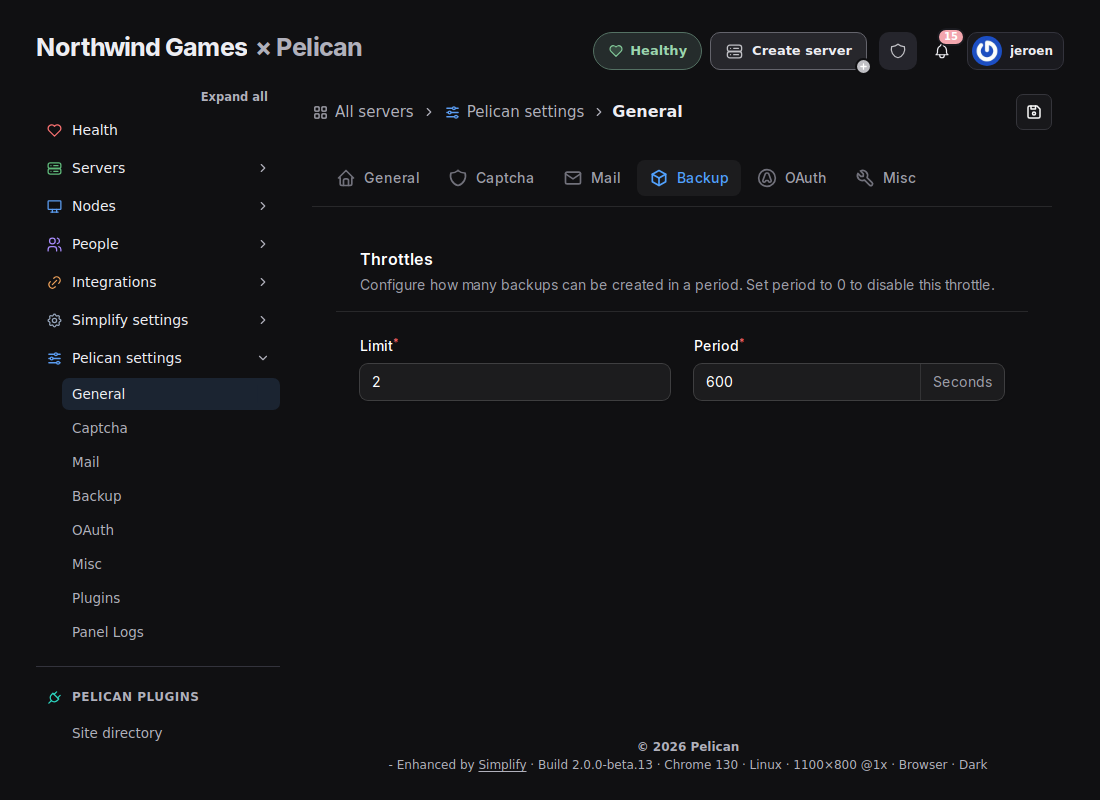 Northwind Games × Pelican
Healthy
Create server
15
jeroen
Expand all
Health
Servers
Nodes
People
Integrations
Simplify settings
Pelican settings
General
Captcha
Mail
Backup
OAuth
Misc
Plugins
Panel Logs
PELICAN PLUGINS
Site directory
All servers > Pelican settings > General
General Captcha Mail Backup OAuth Misc
Throttles
Configure how many backups can be created in a period. Set period to 0 to disable this throttle.
Limit* Period*
2 600 Seconds
© 2026 Pelican
- Enhanced by Simplify · Build 2.0.0-beta.13 · Chrome 130 · Linux · 1100×800 @1x · Browser · Dark